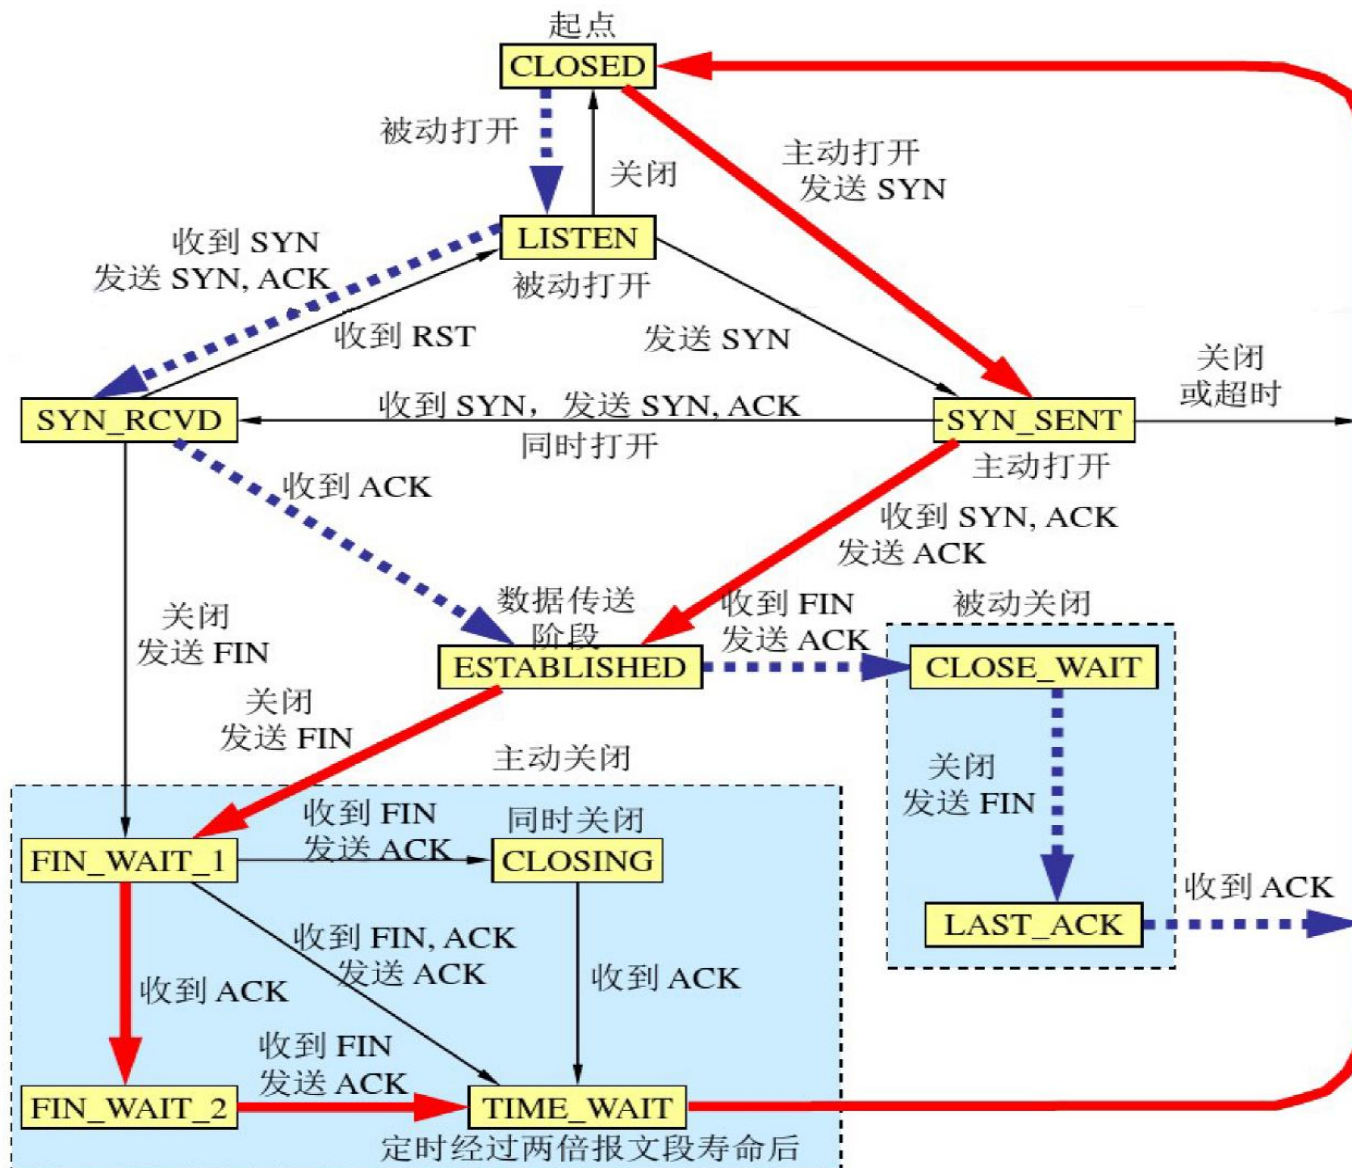 起点
CLOSED
被动打开
关闭
主动打开
发送 SYN
收到 SYN
发送 SYN, ACK
LISTEN
被动打开
收到 RST
发送 SYN
关闭
或超时
SYN_RCVD
收到 SYN，发送 SYN, ACK
同时打开
SYN_SENT
主动打开
收到 ACK
收到 SYN, ACK
发送 ACK
关闭
发送 FIN
数据传送
阶段
ESTABLISHED
收到 FIN
发送 ACK
被动关闭
CLOSE_WAIT
关闭
发送 FIN
主动关闭
关闭
发送 FIN
FIN_WAIT_1
收到 FIN
发送 ACK
同时关闭
CLOSING
LAST_ACK
收到 ACK
收到 ACK
收到 FIN, ACK
发送 ACK
收到 ACK
收到 FIN
发送 ACK
FIN_WAIT_2
TIME_WAIT
定时经过两倍报文段寿命后